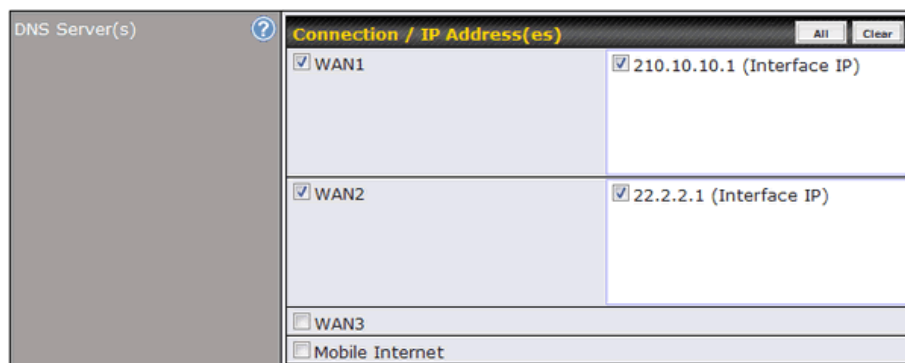 DNS Server(s) ?
Connection / IP Address(es) All Clear
WAN1 210.10.10.1 (Interface IP)
WAN2 22.2.2.1 (Interface IP)
WAN3
Mobile Internet